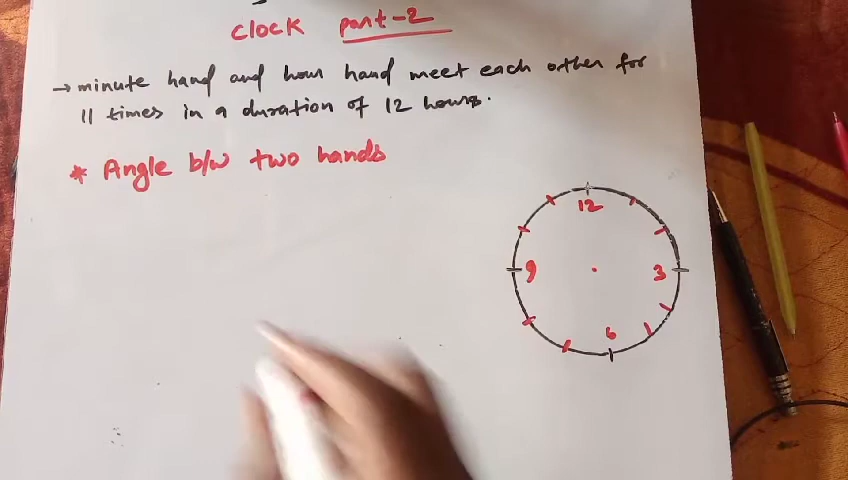 clock part-2
→ minute hand and hour hand meet each other for
11 times in a duration of 12 hours.
* Angle b/w two hands
12
9
3
6